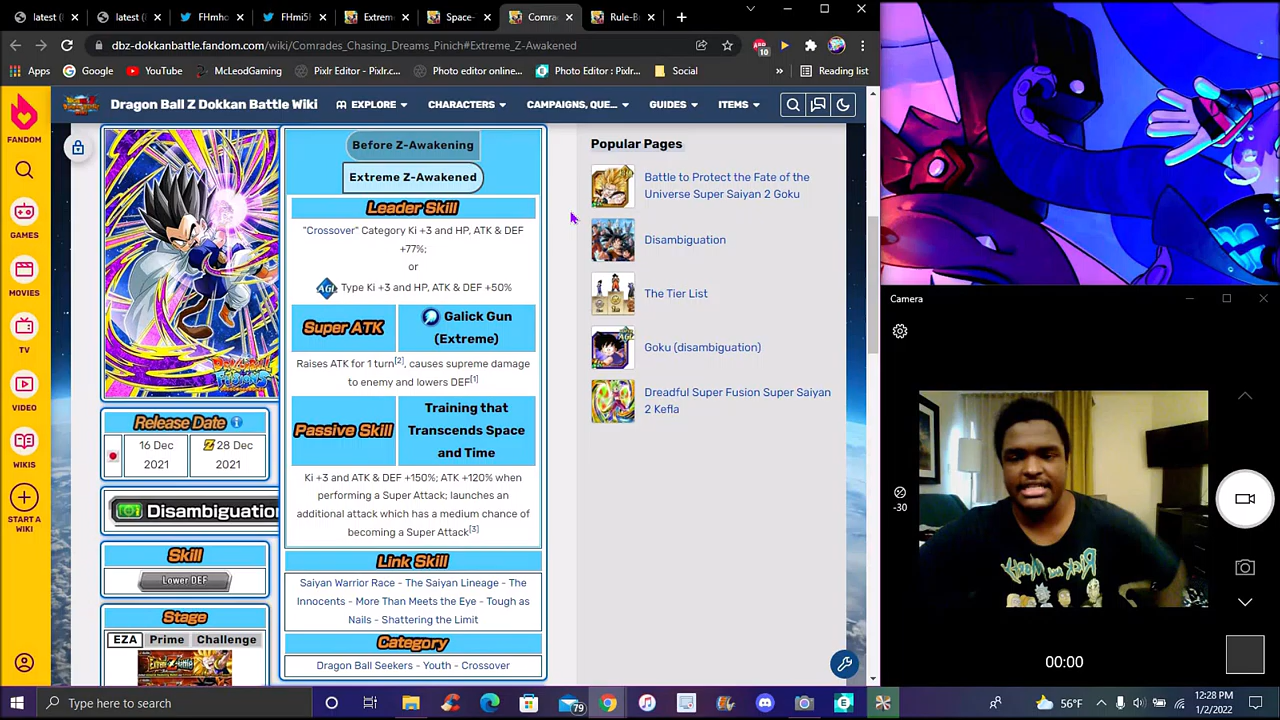 latest (
latest (
FHmho
FHmi5
Extrem
Space-
Comra
Rule-B
dbz-dokkanbattle.fandom.com/wiki/Comrades_Chasing_Dreams_Pinich#Extreme_Z-Awakened
10
Apps
Google
YouTube
McLeodGaming
Pixlr Editor - Pixlr.c...
Photo editor online...
Photo Editor : Pixlr...
Social
»
Reading list
Dragon Ball Z Dokkan Battle Wiki
EXPLORE
CHARACTERS
CAMPAIGNS, QUE...
GUIDES
ITEMS
FANDOM
GAMES
MOVIES
TV
VIDEO
WIKIS
START A
WIKI
Before Z-Awakening
Extreme Z-Awakened
Leader Skill
"Crossover" Category Ki +3 and HP, ATK & DEF
+77%;
or
AGL Type Ki +3 and HP, ATK & DEF +50%
Super ATK
Galick Gun
(Extreme)
Raises ATK for 1 turn[2], causes supreme damage
to enemy and lowers DEF[1]
Passive Skill
Training that
Transcends Space
and Time
Ki +3 and ATK & DEF +150%; ATK +120% when
performing a Super Attack; launches an
additional attack which has a medium chance of
becoming a Super Attack[3]
Link Skill
Saiyan Warrior Race - The Saiyan Lineage - The
Innocents - More Than Meets the Eye - Tough as
Nails - Shattering the Limit
Category
Dragon Ball Seekers - Youth - Crossover
Release Date
16 Dec
2021
Z 28 Dec
2021
Disambiguation
Skill
Lower DEF
Stage
EZA
Prime
Challenge
Popular Pages
Battle to Protect the Fate of the
Universe Super Saiyan 2 Goku
Disambiguation
The Tier List
Goku (disambiguation)
Dreadful Super Fusion Super Saiyan
2 Kefla
Camera
-30
Rick and Morty
00:00
Type here to search
79
56°F
12:28 PM
1/2/2022